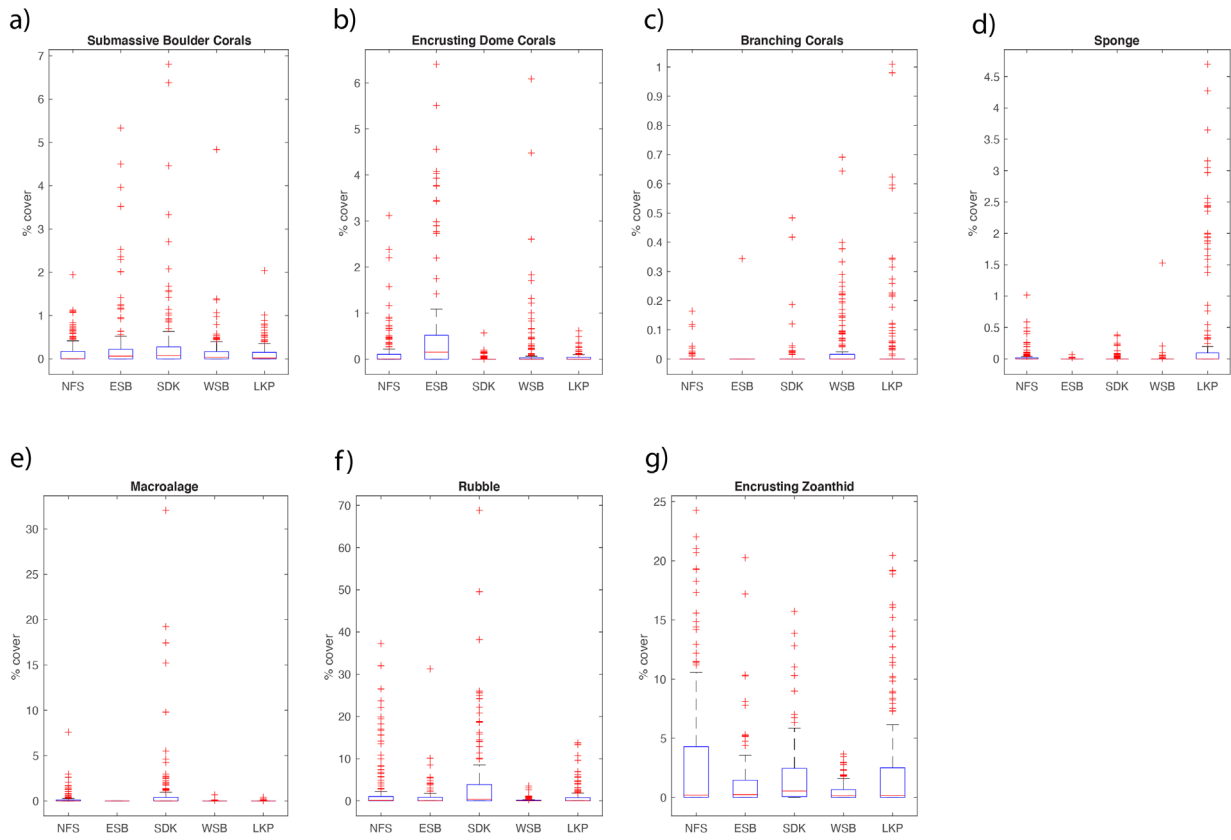 a)
Submassive Boulder Corals
7
6
5
4
3
2
1
0
% cover
NFS ESB SDK WSB LKP
b)
Encrusting Dome Corals
6
5
4
3
2
1
0
% cover
NFS ESB SDK WSB LKP
c)
Branching Corals
1
0.9
0.8
0.7
0.6
0.5
0.4
0.3
0.2
0.1
0
% cover
NFS ESB SDK WSB LKP
d)
Sponge
4.5
4
3.5
3
2.5
2
1.5
1
0.5
0
% cover
NFS ESB SDK WSB LKP
e)
Macroalage
30
25
20
15
10
5
0
% cover
NFS ESB SDK WSB LKP
f)
Rubble
70
60
50
40
30
20
10
0
% cover
NFS ESB SDK WSB LKP
g)
Encrusting Zoanthid
25
20
15
10
5
0
% cover
NFS ESB SDK WSB LKP